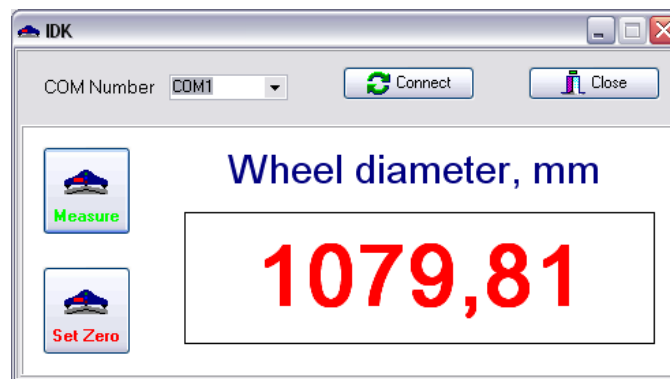 IDK
COM Number COM1 Connect Close
Wheel diameter, mm
Measure
1079,81
Set Zero